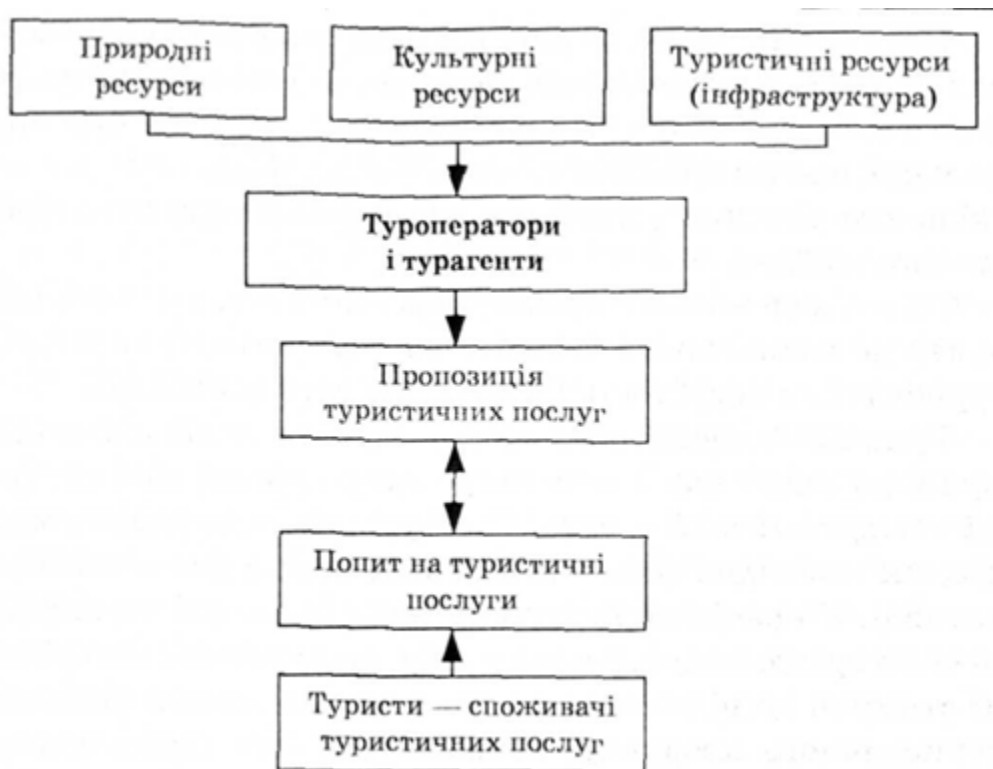 Природні
ресурси
Культурні
ресурси
Туристичні ресурси
(інфраструктура)
Туроператори
і турагенти
Пропозиція
туристичних послуг
Попит на туристичні
послуги
Туристи — споживачі
туристичних послуг